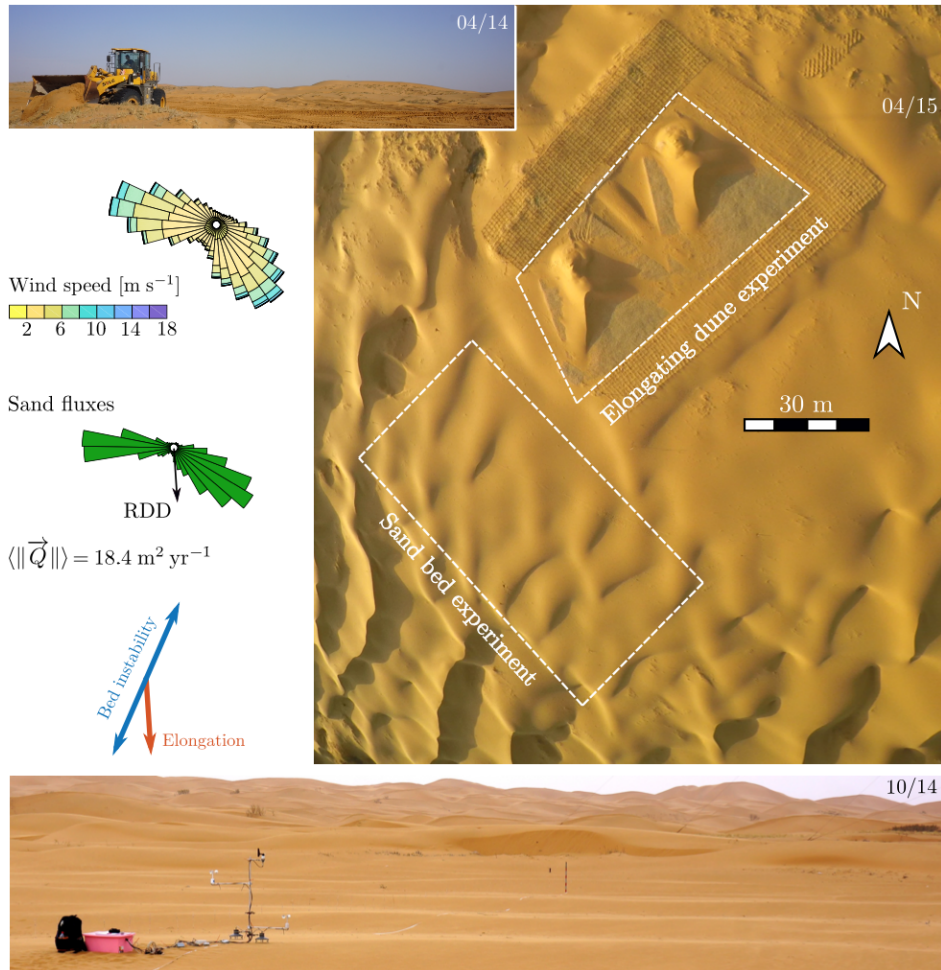 04/14
04/15
Wind speed [m s⁻¹]
2 6 10 14 18
N
30 m
Elongating dune experiment
Sand fluxes
RDD
⟨‖Q⃗‖⟩ = 18.4 m² yr⁻¹
Sand bed experiment
Bed instability
Elongation
10/14